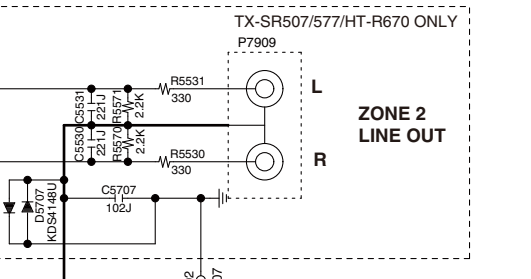 TX-SR507/577/HT-R670 ONLY
P7909
R5531
330
L
C5531
221J
R5571
2.2K
ZONE 2
LINE OUT
C5530
221J
R5570
2.2K
R5530
330
R
D5707
KDS4148U
C5707
102J